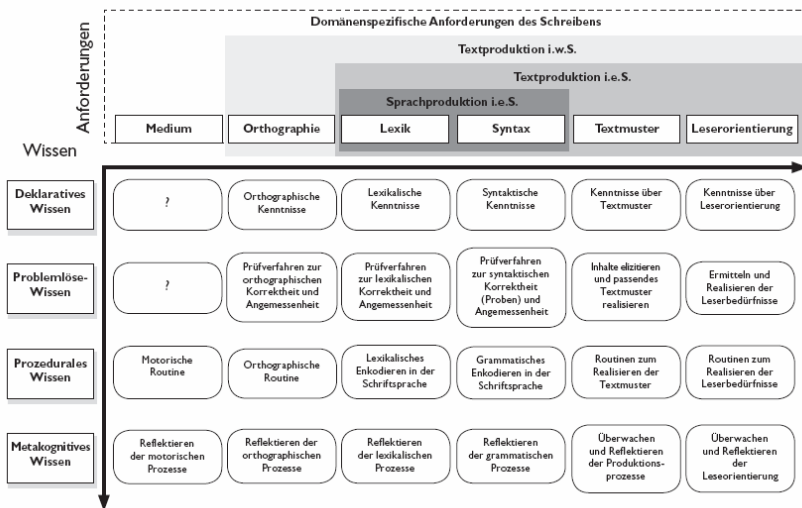 Anforderungen
Domänenspezifische Anforderungen des Schreibens
Textproduktion i.w.S.
Textproduktion i.e.S.
Sprachproduktion i.e.S.
Medium
Orthographie
Lexik
Syntax
Textmuster
Leserorientierung
Wissen
Deklaratives
Wissen
?
Orthographische
Kenntnisse
Lexikalische
Kenntnisse
Syntaktische
Kenntnisse
Kenntnisse über
Textmuster
Kenntnisse über
Leserorientierung
Problemlöse-
Wissen
?
Prüfverfahren zur
orthographischen
Korrektheit und
Angemessenheit
Prüfverfahren
zur lexikalischen
Korrektheit und
Angemessenheit
Prüfverfahren
zur syntaktischen
Korrektheit
(Proben) und
Angemessenheit
Inhalte elizitieren
und passendes
Textmuster
realisieren
Ermitteln und
Realisieren der
Leserbedürfnisse
Prozedurales
Wissen
Motorische
Routine
Orthographische
Routine
Lexikalisches
Enkodieren in der
Schriftsprache
Grammatisches
Enkodieren in der
Schriftsprache
Routinen zum
Realisieren der
Textmuster
Routinen zum
Realisieren der
Leserbedürfnisse
Metakognitives
Wissen
Reflektieren
der motorischen
Prozesse
Reflektieren der
orthographischen
Prozesse
Reflektieren
der lexikalischen
Prozesse
Reflektieren
der grammatischen
Prozesse
Überwachen
und Reflektieren
der Produktions-
prozesse
Überwachen
und Reflektieren
der
Leseorientierung